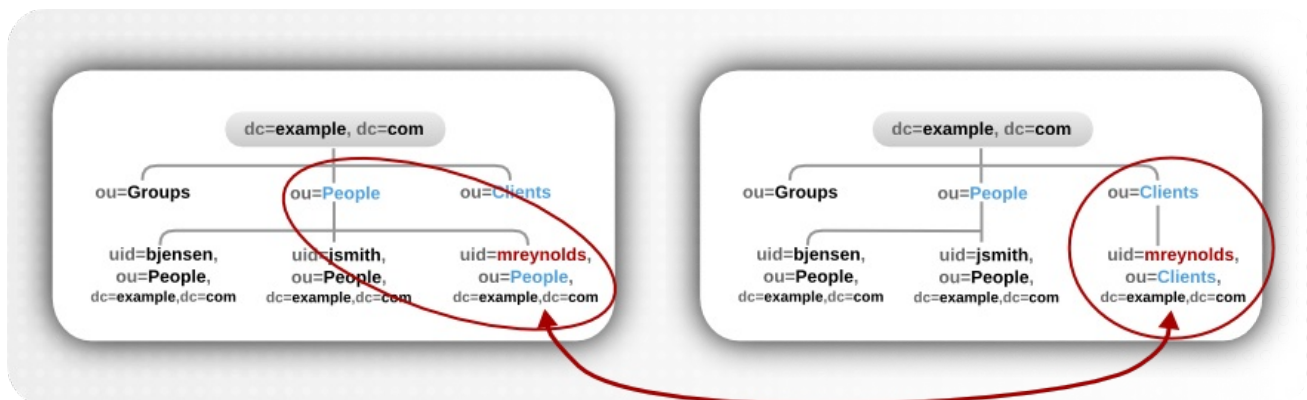 dc=example, dc=com
ou=Groups
ou=People
ou=Clients
uid=bjensen,
ou=People,
dc=example,dc=com
uid=jsmith,
ou=People,
dc=example,dc=com
uid=mreynolds,
ou=People,
dc=example,dc=com
dc=example, dc=com
ou=Groups
ou=People
ou=Clients
uid=bjensen,
ou=People,
dc=example,dc=com
uid=jsmith,
ou=People,
dc=example,dc=com
uid=mreynolds,
ou=Clients,
dc=example,dc=com